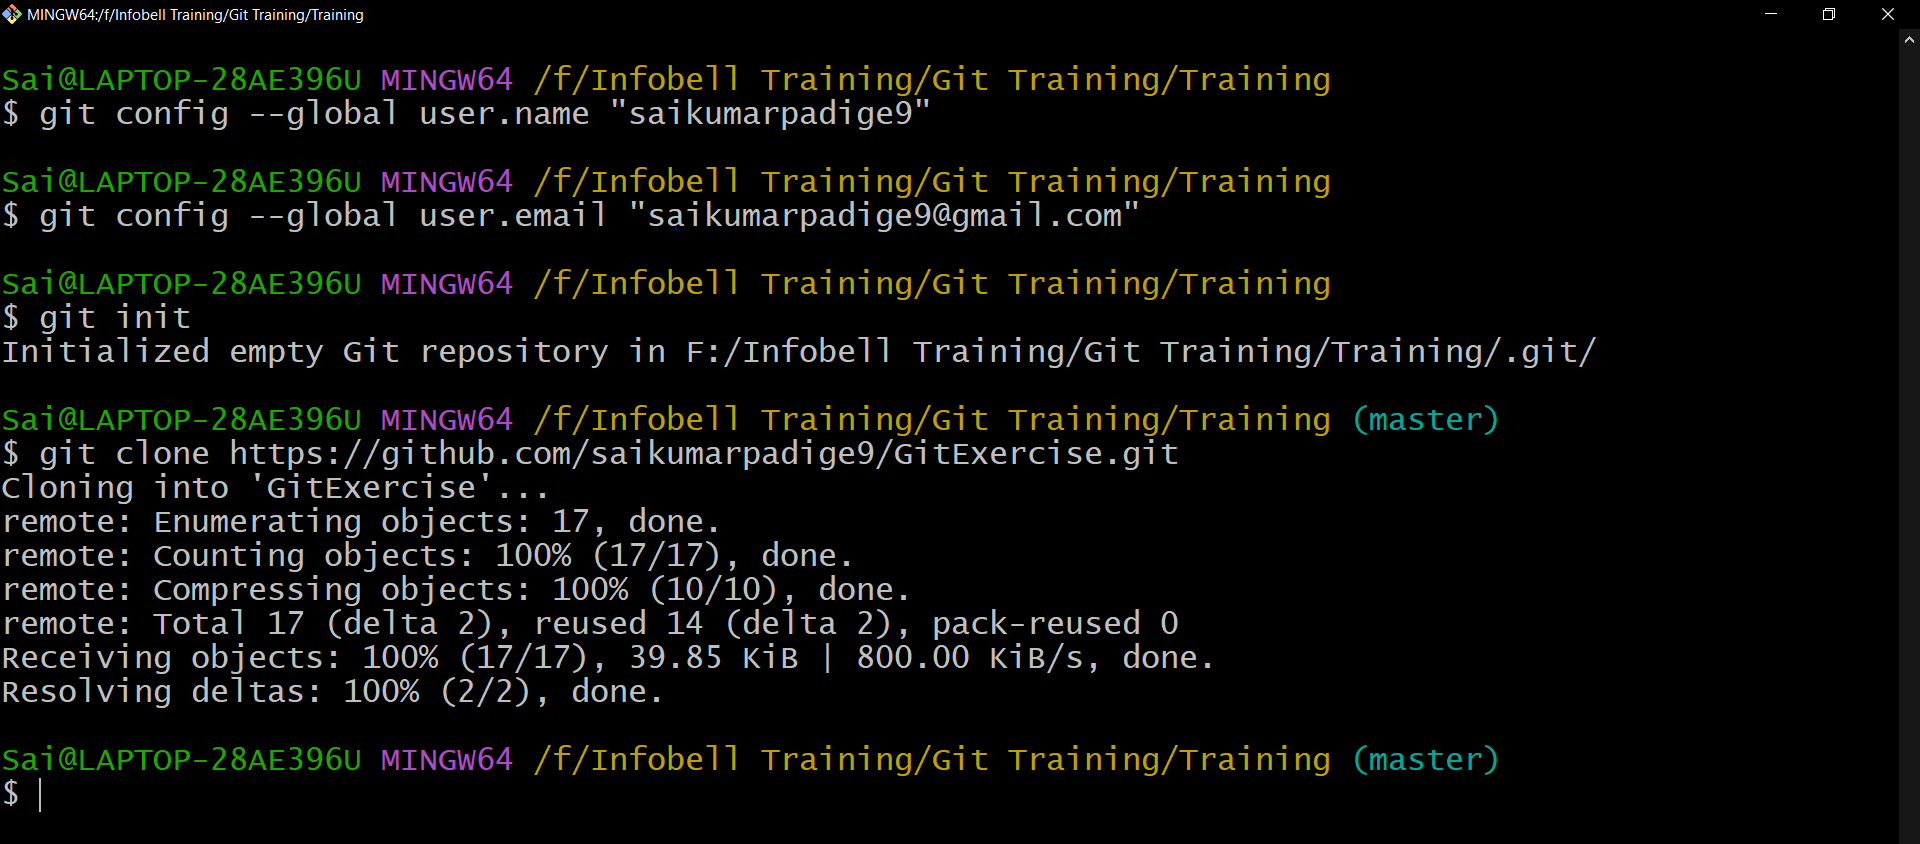 MINGW64:/f/Infobell Training/Git Training/Training
Sai@LAPTOP-28AE396U MINGW64 /f/Infobell Training/Git Training/Training
$ git config --global user.name "saikumarpadige9"
Sai@LAPTOP-28AE396U MINGW64 /f/Infobell Training/Git Training/Training
$ git config --global user.email "saikumarpadige9@gmail.com"
Sai@LAPTOP-28AE396U MINGW64 /f/Infobell Training/Git Training/Training
$ git init
Initialized empty Git repository in F:/Infobell Training/Git Training/Training/.git/
Sai@LAPTOP-28AE396U MINGW64 /f/Infobell Training/Git Training/Training (master)
$ git clone https://github.com/saikumarpadige9/GitExercise.git
Cloning into 'GitExercise'...
remote: Enumerating objects: 17, done.
remote: Counting objects: 100% (17/17), done.
remote: Compressing objects: 100% (10/10), done.
remote: Total 17 (delta 2), reused 14 (delta 2), pack-reused 0
Receiving objects: 100% (17/17), 39.85 KiB | 800.00 KiB/s, done.
Resolving deltas: 100% (2/2), done.
Sai@LAPTOP-28AE396U MINGW64 /f/Infobell Training/Git Training/Training (master)
$